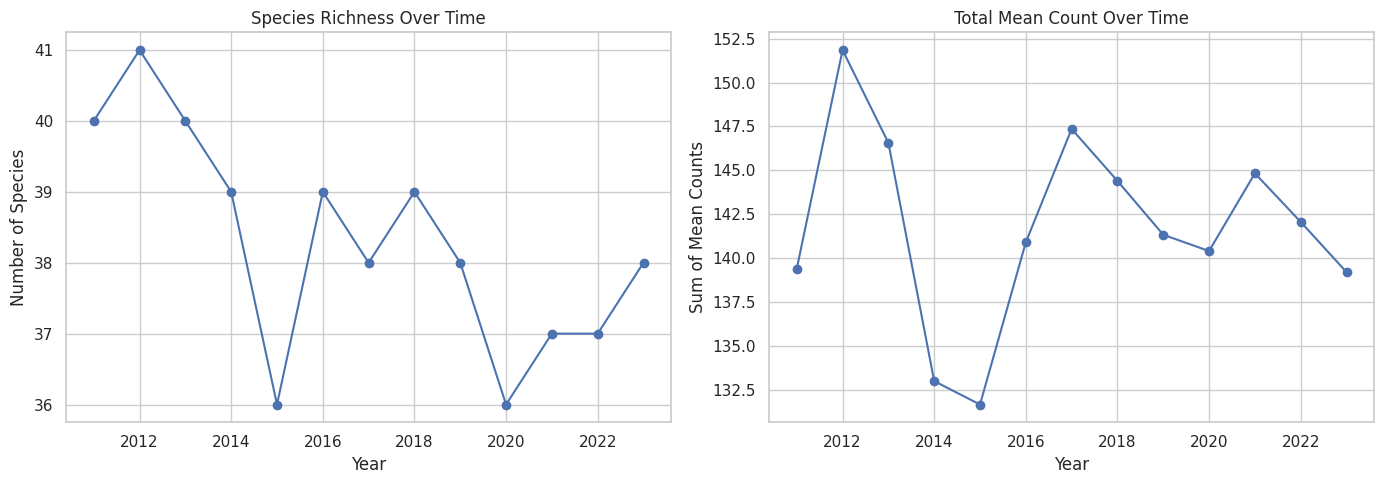 Species Richness Over Time
Number of Species
41
40
39
38
37
36
2012 2014 2016 2018 2020 2022
Year
Total Mean Count Over Time
Sum of Mean Counts
152.5
150.0
147.5
145.0
142.5
140.0
137.5
135.0
132.5
2012 2014 2016 2018 2020 2022
Year